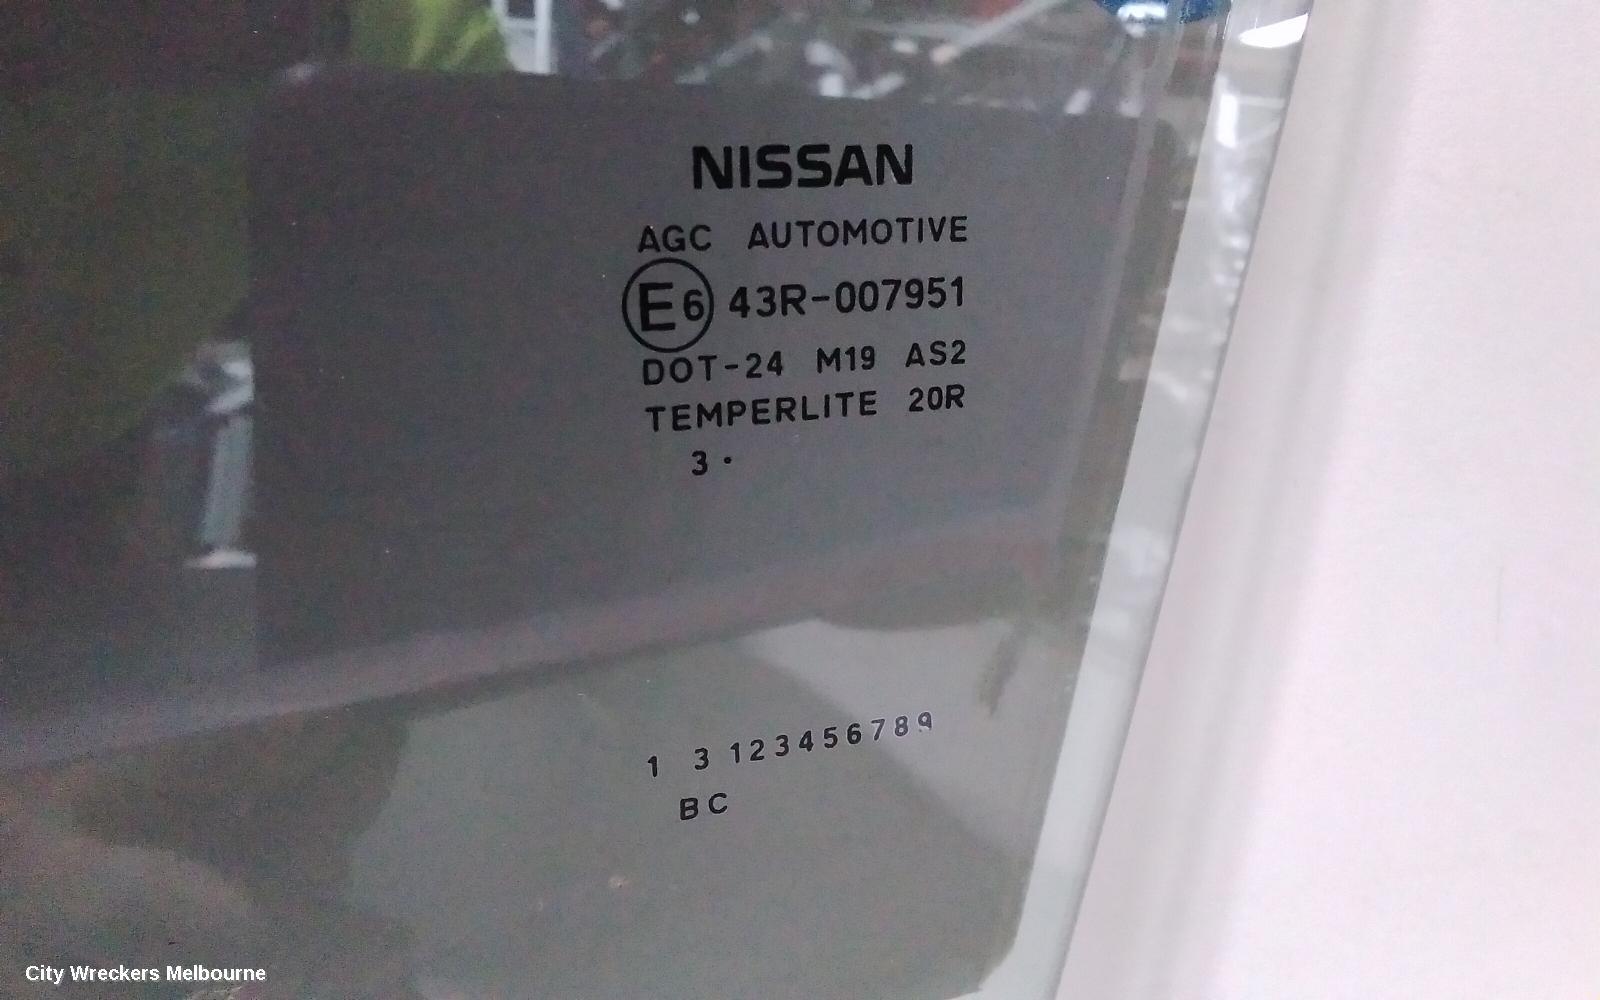 NISSAN
AGC AUTOMOTIVE
E6 43R-007951
DOT-24 M19 AS2
TEMPERLITE 20R
3 ·
1 3 123456789
BC
City Wreckers Melbourne